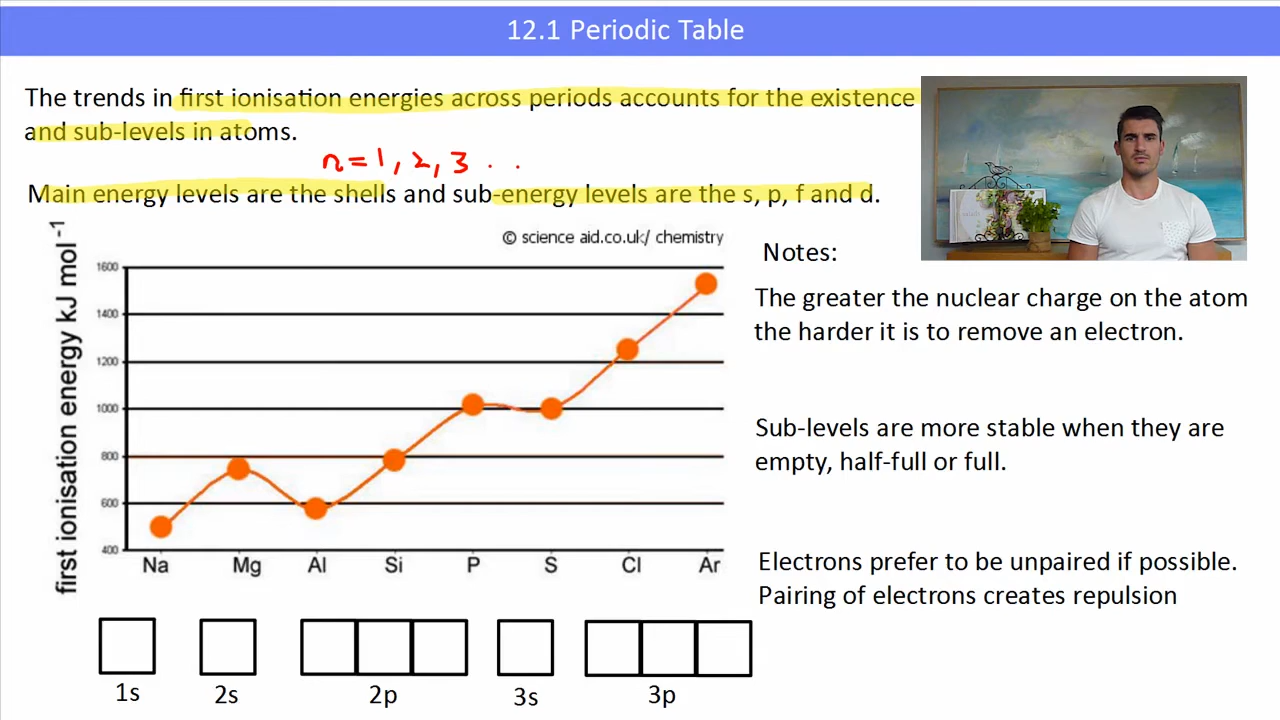 12.1 Periodic Table
The trends in first ionisation energies across periods accounts for the existence
and sub-levels in atoms.
n=1, 2, 3 . . .
Main energy levels are the shells and sub-energy levels are the s, p, f and d.
© science aid.co.uk/ chemistry
first ionisation energy kJ mol⁻¹
1600
1400
1200
1000
800
600
400
Na Mg Al Si P S Cl Ar
Notes:
The greater the nuclear charge on the atom
the harder it is to remove an electron.
Sub-levels are more stable when they are
empty, half-full or full.
Electrons prefer to be unpaired if possible.
Pairing of electrons creates repulsion
1s 2s 2p 3s 3p